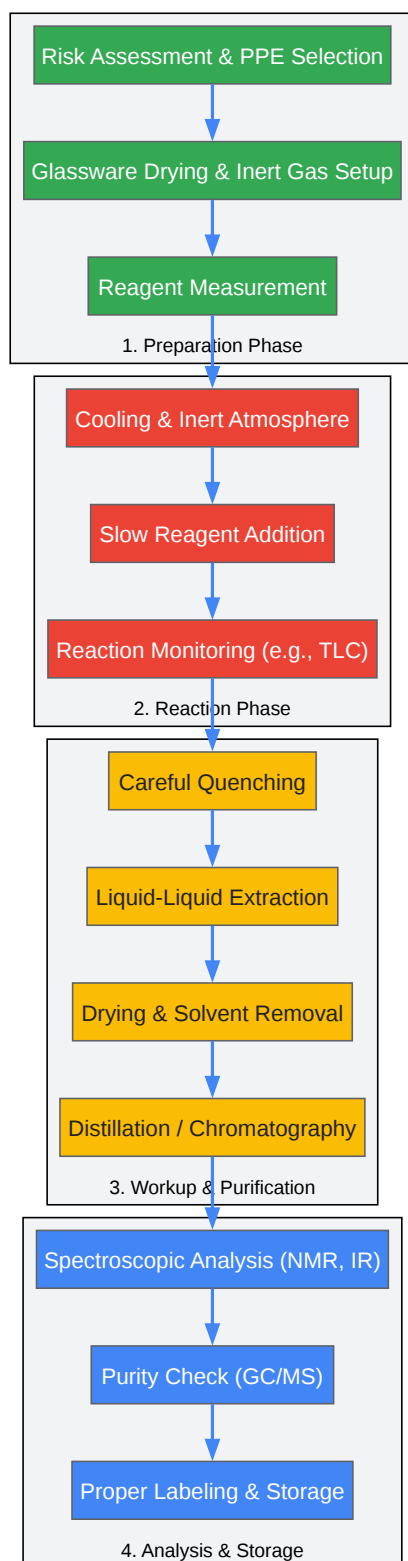 Risk Assessment & PPE Selection
Glassware Drying & Inert Gas Setup
Reagent Measurement
1. Preparation Phase
Cooling & Inert Atmosphere
Slow Reagent Addition
Reaction Monitoring (e.g., TLC)
2. Reaction Phase
Careful Quenching
Liquid-Liquid Extraction
Drying & Solvent Removal
Distillation / Chromatography
3. Workup & Purification
Spectroscopic Analysis (NMR, IR)
Purity Check (GC/MS)
Proper Labeling & Storage
4. Analysis & Storage